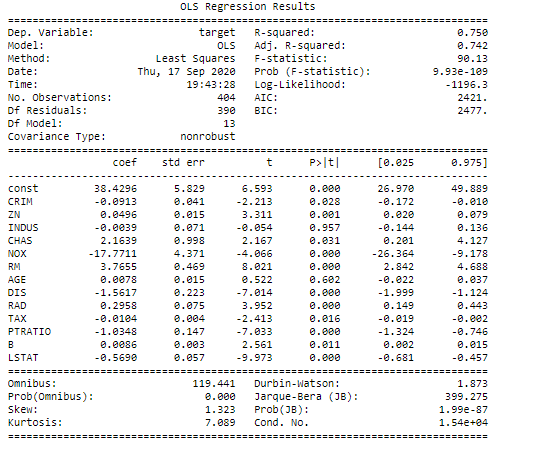 OLS Regression Results
==============================================================================
Dep. Variable: target R-squared: 0.750
Model: OLS Adj. R-squared: 0.742
Method: Least Squares F-statistic: 90.13
Date: Thu, 17 Sep 2020 Prob (F-statistic): 9.93e-109
Time: 19:43:28 Log-Likelihood: -1196.3
No. Observations: 404 AIC: 2421.
Df Residuals: 390 BIC: 2477.
Df Model: 13
Covariance Type: nonrobust
==============================================================================
coef std err t P>|t| [0.025 0.975]
------------------------------------------------------------------------------
const 38.4296 5.829 6.593 0.000 26.970 49.889
CRIM -0.0913 0.041 -2.213 0.028 -0.172 -0.010
ZN 0.0496 0.015 3.311 0.001 0.020 0.079
INDUS -0.0039 0.071 -0.054 0.957 -0.144 0.136
CHAS 2.1639 0.998 2.167 0.031 0.201 4.127
NOX -17.7711 4.371 -4.066 0.000 -26.364 -9.178
RM 3.7655 0.469 8.021 0.000 2.842 4.688
AGE 0.0078 0.015 0.522 0.602 -0.022 0.037
DIS -1.5617 0.223 -7.014 0.000 -1.999 -1.124
RAD 0.2958 0.075 3.952 0.000 0.149 0.443
TAX -0.0104 0.004 -2.413 0.016 -0.019 -0.002
PTRATIO -1.0348 0.147 -7.033 0.000 -1.324 -0.746
B 0.0086 0.003 2.561 0.011 0.002 0.015
LSTAT -0.5690 0.057 -9.973 0.000 -0.681 -0.457
==============================================================================
Omnibus: 119.441 Durbin-Watson: 1.873
Prob(Omnibus): 0.000 Jarque-Bera (JB): 399.275
Skew: 1.323 Prob(JB): 1.99e-87
Kurtosis: 7.089 Cond. No. 1.54e+04
==============================================================================